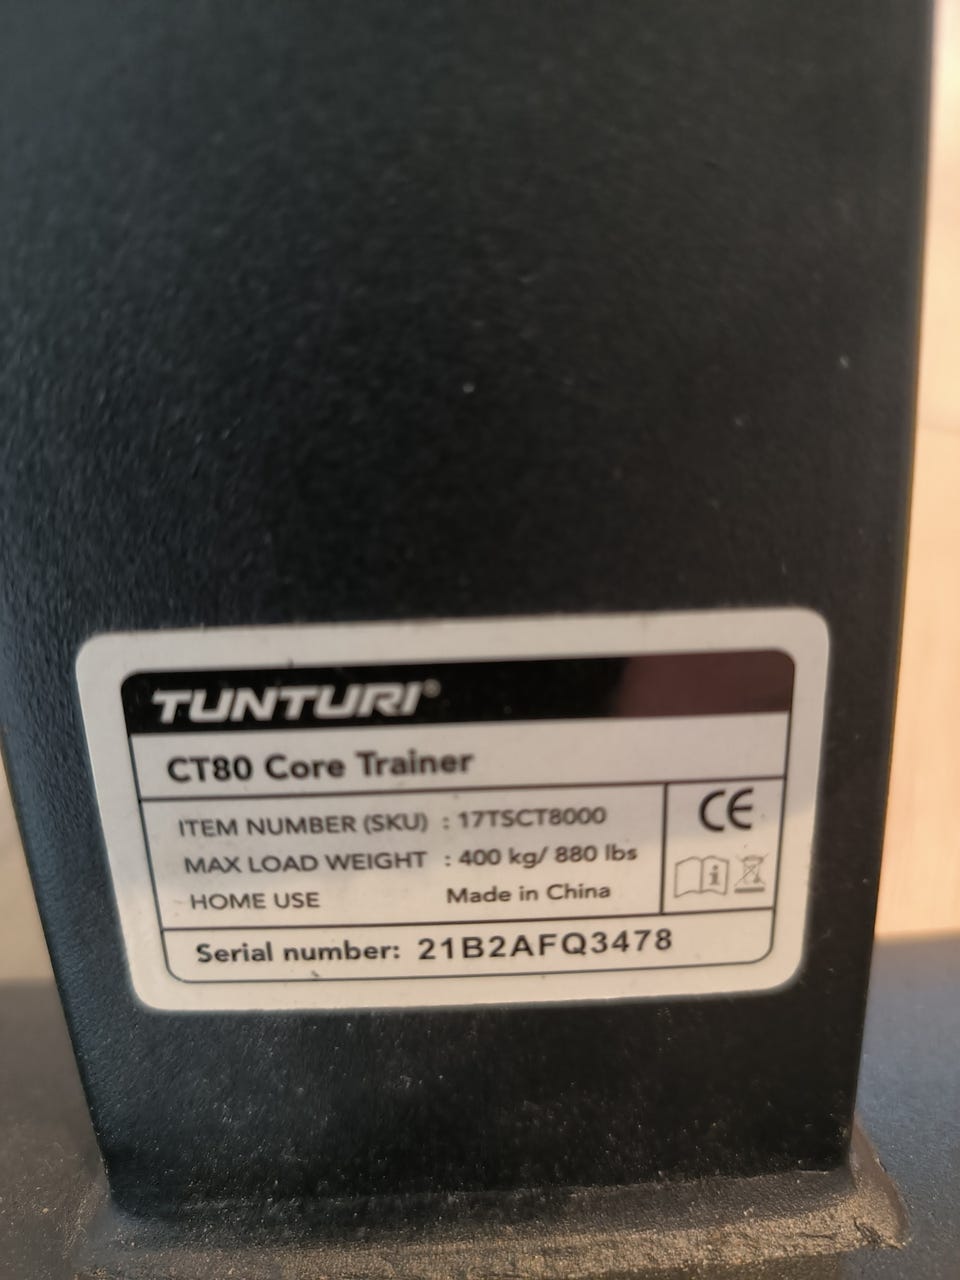 TUNTURI®
CT80 Core Trainer
ITEM NUMBER (SKU) : 17TSCT8000
MAX LOAD WEIGHT : 400 kg/ 880 lbs
HOME USE Made in China
CE
i
Serial number: 21B2AFQ3478